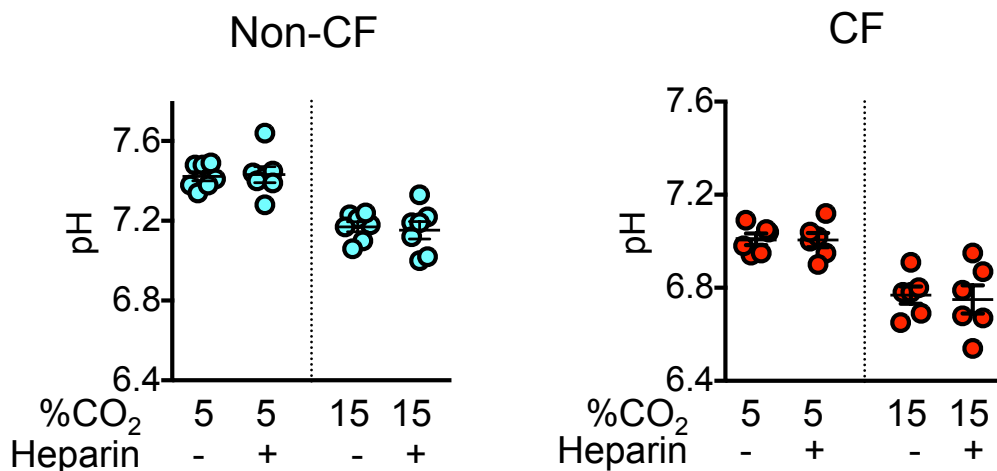 Non-CF
pH
7.6
7.2
6.8
6.4
%CO2 5 5 15 15
Heparin - + - +
CF
pH
7.6
7.2
6.8
6.4
%CO2 5 5 15 15
Heparin - + - +